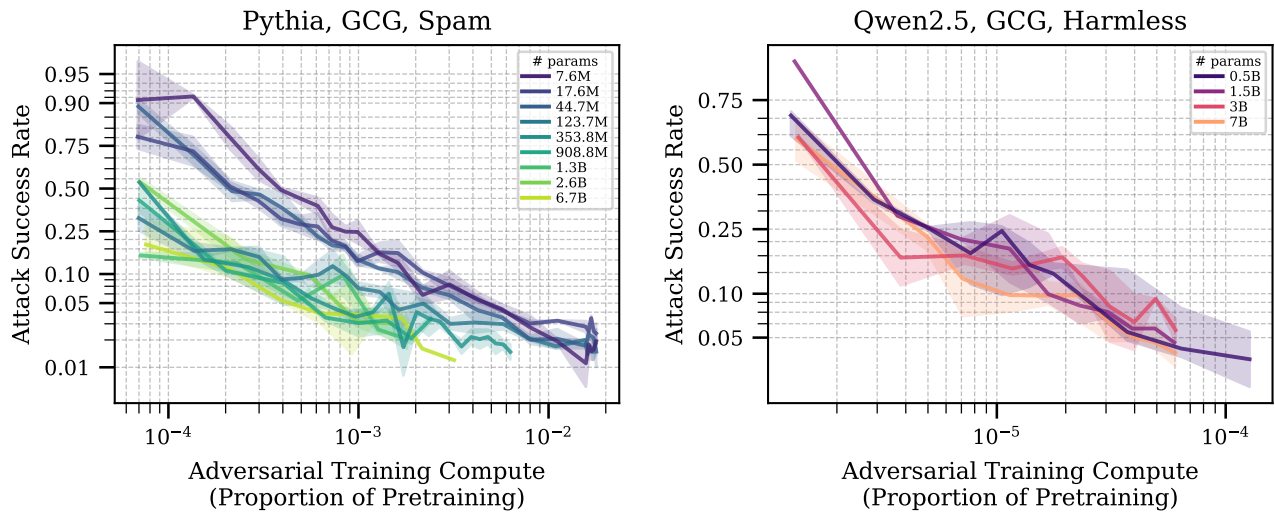 Pythia, GCG, Spam
Attack Success Rate
0.95
0.90
0.75
0.50
0.25
0.10
0.05
0.01
# params
7.6M
17.6M
44.7M
123.7M
353.8M
908.8M
1.3B
2.6B
6.7B
10⁻⁴
10⁻³
10⁻²
Adversarial Training Compute
(Proportion of Pretraining)
Qwen2.5, GCG, Harmless
Attack Success Rate
0.75
0.50
0.25
0.10
0.05
# params
0.5B
1.5B
3B
7B
10⁻⁵
10⁻⁴
Adversarial Training Compute
(Proportion of Pretraining)